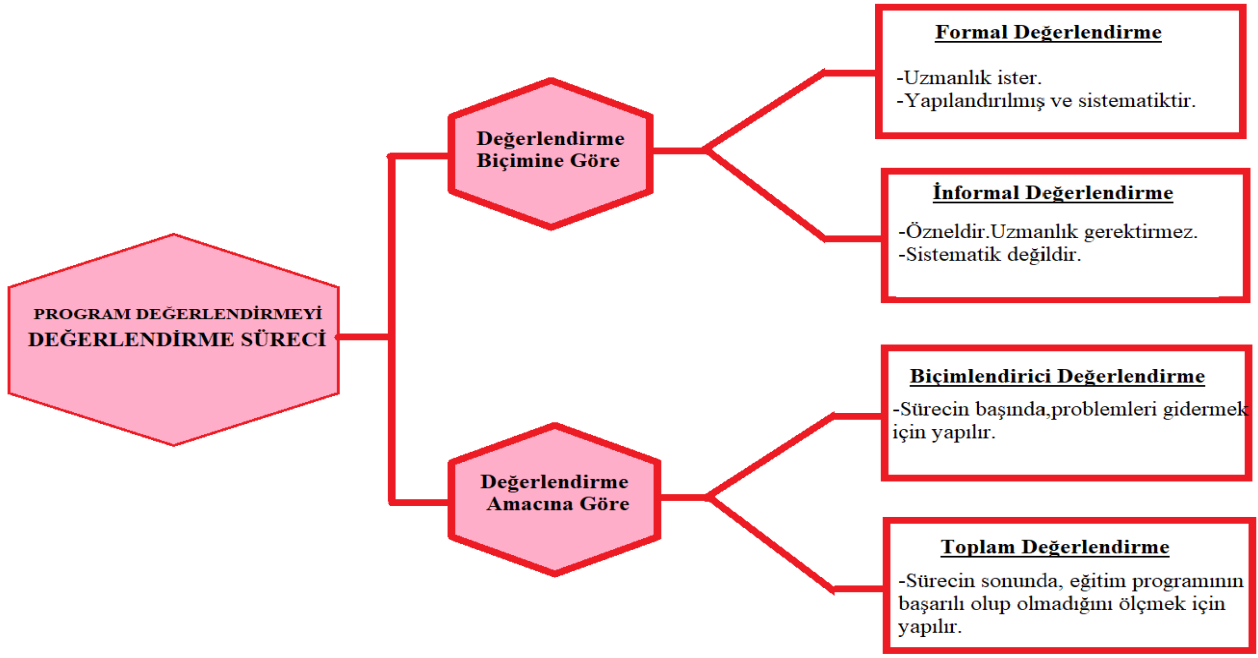 PROGRAM DEĞERLENDİRMEYİ
DEĞERLENDİRME SÜRECİ
Değerlendirme
Biçimine Göre
Formal Değerlendirme
-Uzmanlık ister.
-Yapılandırılmış ve sistematiktir.
İnformal Değerlendirme
-Özneldir.Uzmanlık gerektirmez.
-Sistematik değildir.
Değerlendirme
Amacına Göre
Biçimlendirici Değerlendirme
-Sürecin başında,problemleri gidermek
için yapılır.
Toplam Değerlendirme
-Sürecin sonunda, eğitim programının
başarılı olup olmadığını ölçmek için
yapılır.